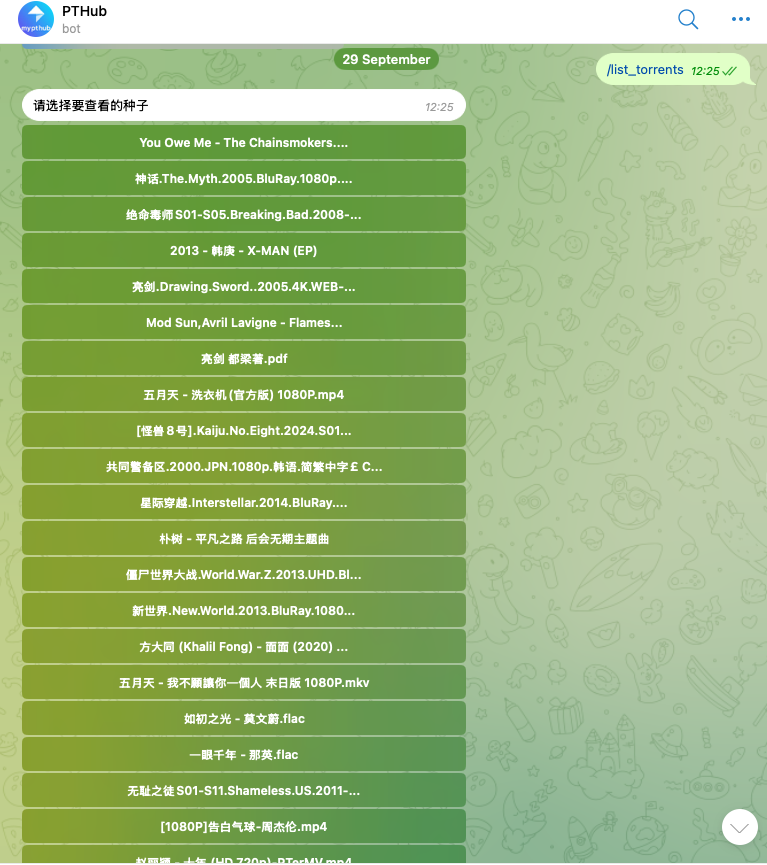 PTHub
bot
mypthub
29 September
/list_torrents 12:25
请选择要查看的种子 12:25
You Owe Me - The Chainsmokers....
神话.The.Myth.2005.BluRay.1080p....
绝命毒师S01-S05.Breaking.Bad.2008-...
2013 - 韩庚 - X-MAN (EP)
亮剑.Drawing.Sword..2005.4K.WEB-...
Mod Sun,Avril Lavigne - Flames...
亮剑 都梁著.pdf
五月天 - 洗衣机(官方版) 1080P.mp4
[怪兽８号].Kaiju.No.Eight.2024.S01...
共同警备区.2000.JPN.1080p.韩语.简繁中字￡C...
星际穿越.Interstellar.2014.BluRay....
朴树 - 平凡之路 后会无期主题曲
僵尸世界大战.World.War.Z.2013.UHD.Bl...
新世界.New.World.2013.BluRay.1080...
方大同 (Khalil Fong) - 面面 (2020) ...
五月天 - 我不願讓你一個人 末日版 1080P.mkv
如初之光 - 莫文蔚.flac
一眼千年 - 那英.flac
无耻之徒S01-S11.Shameless.US.2011-...
[1080P]告白气球-周杰伦.mp4
赵丽颖 - 十年 (HD 720p)-PTerMV.mp4